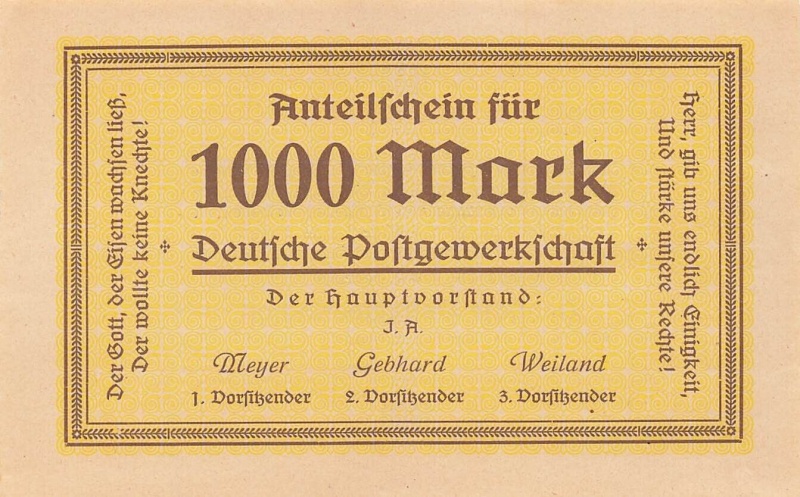 Anteilschein für
1000 Mark
Deutsche Postgewerkschaft
Der Hauptvorstand:
J. A.
Meyer Gebhard Weiland
1. Vorsitzender 2. Vorsitzender 3. Vorsitzender
Der Gott, der Eisen wachsen ließ,
Der wollte keine Knechte!
Herr, gib uns endlich Einigkeit,
Und stärke unsere Rechte!